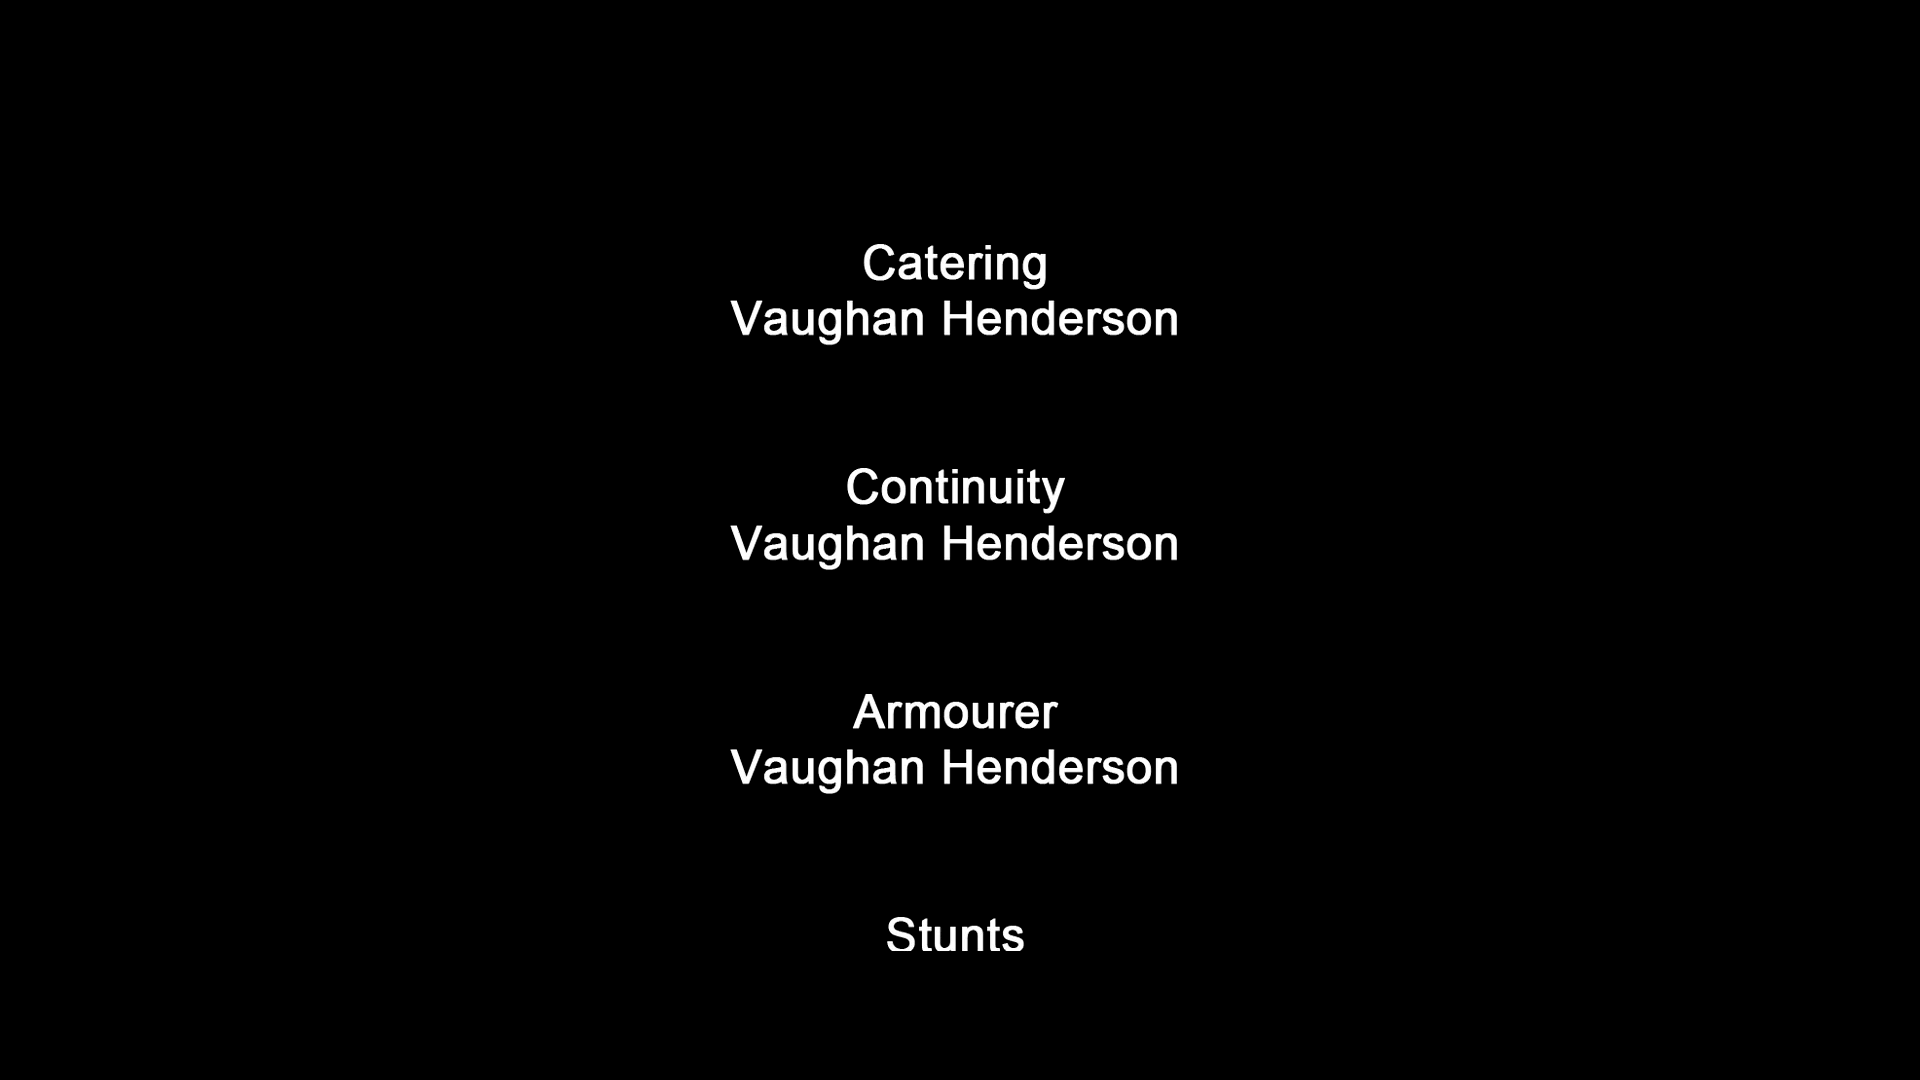 Catering
Vaughan Henderson
Continuity
Vaughan Henderson
Armourer
Vaughan Henderson
Stunts